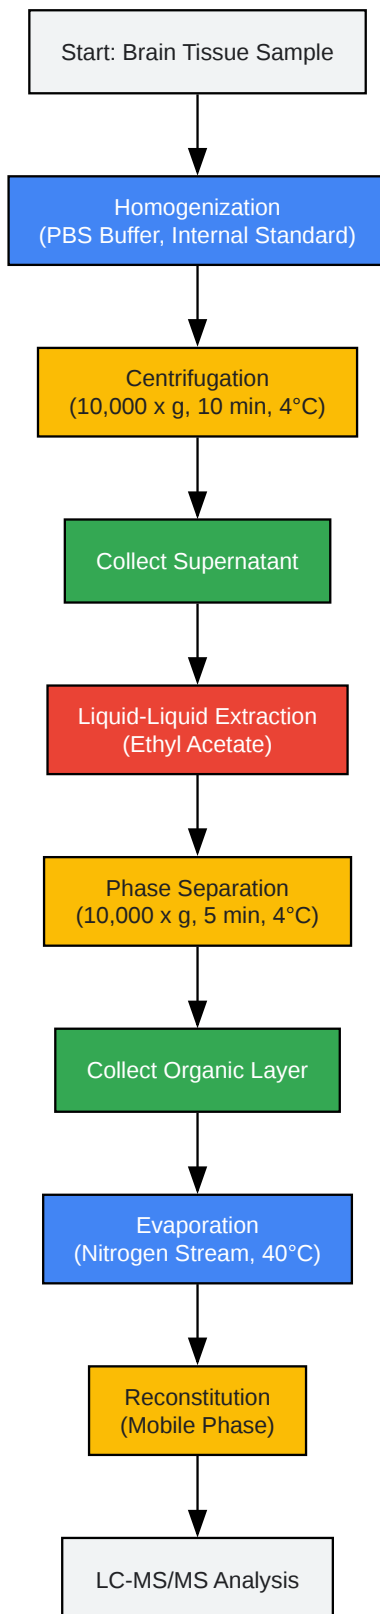 Start: Brain Tissue Sample
Homogenization
(PBS Buffer, Internal Standard)
Centrifugation
(10,000 x g, 10 min, 4°C)
Collect Supernatant
Liquid-Liquid Extraction
(Ethyl Acetate)
Phase Separation
(10,000 x g, 5 min, 4°C)
Collect Organic Layer
Evaporation
(Nitrogen Stream, 40°C)
Reconstitution
(Mobile Phase)
LC-MS/MS Analysis